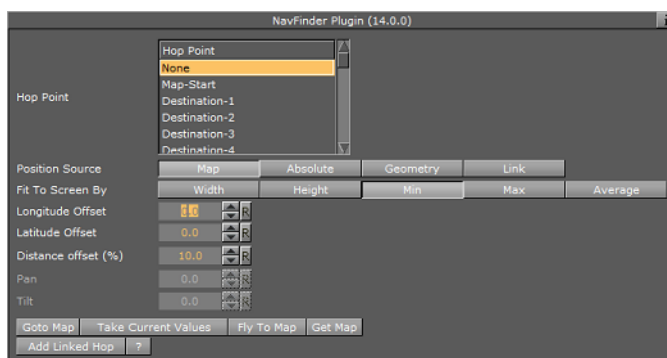 NavFinder Plugin (14.0.0)
Hop Point
None
Map-Start
Hop Point
Destination-1
Destination-2
Destination-3
Destination-4
Position Source Map Absolute Geometry Link
Fit To Screen By Width Height Min Max Average
Longitude Offset 0.0 R
Latitude Offset 0.0 R
Distance offset (%) 10.0 R
Pan 0.0 R
Tilt 0.0 R
Goto Map Take Current Values Fly To Map Get Map
Add Linked Hop ?